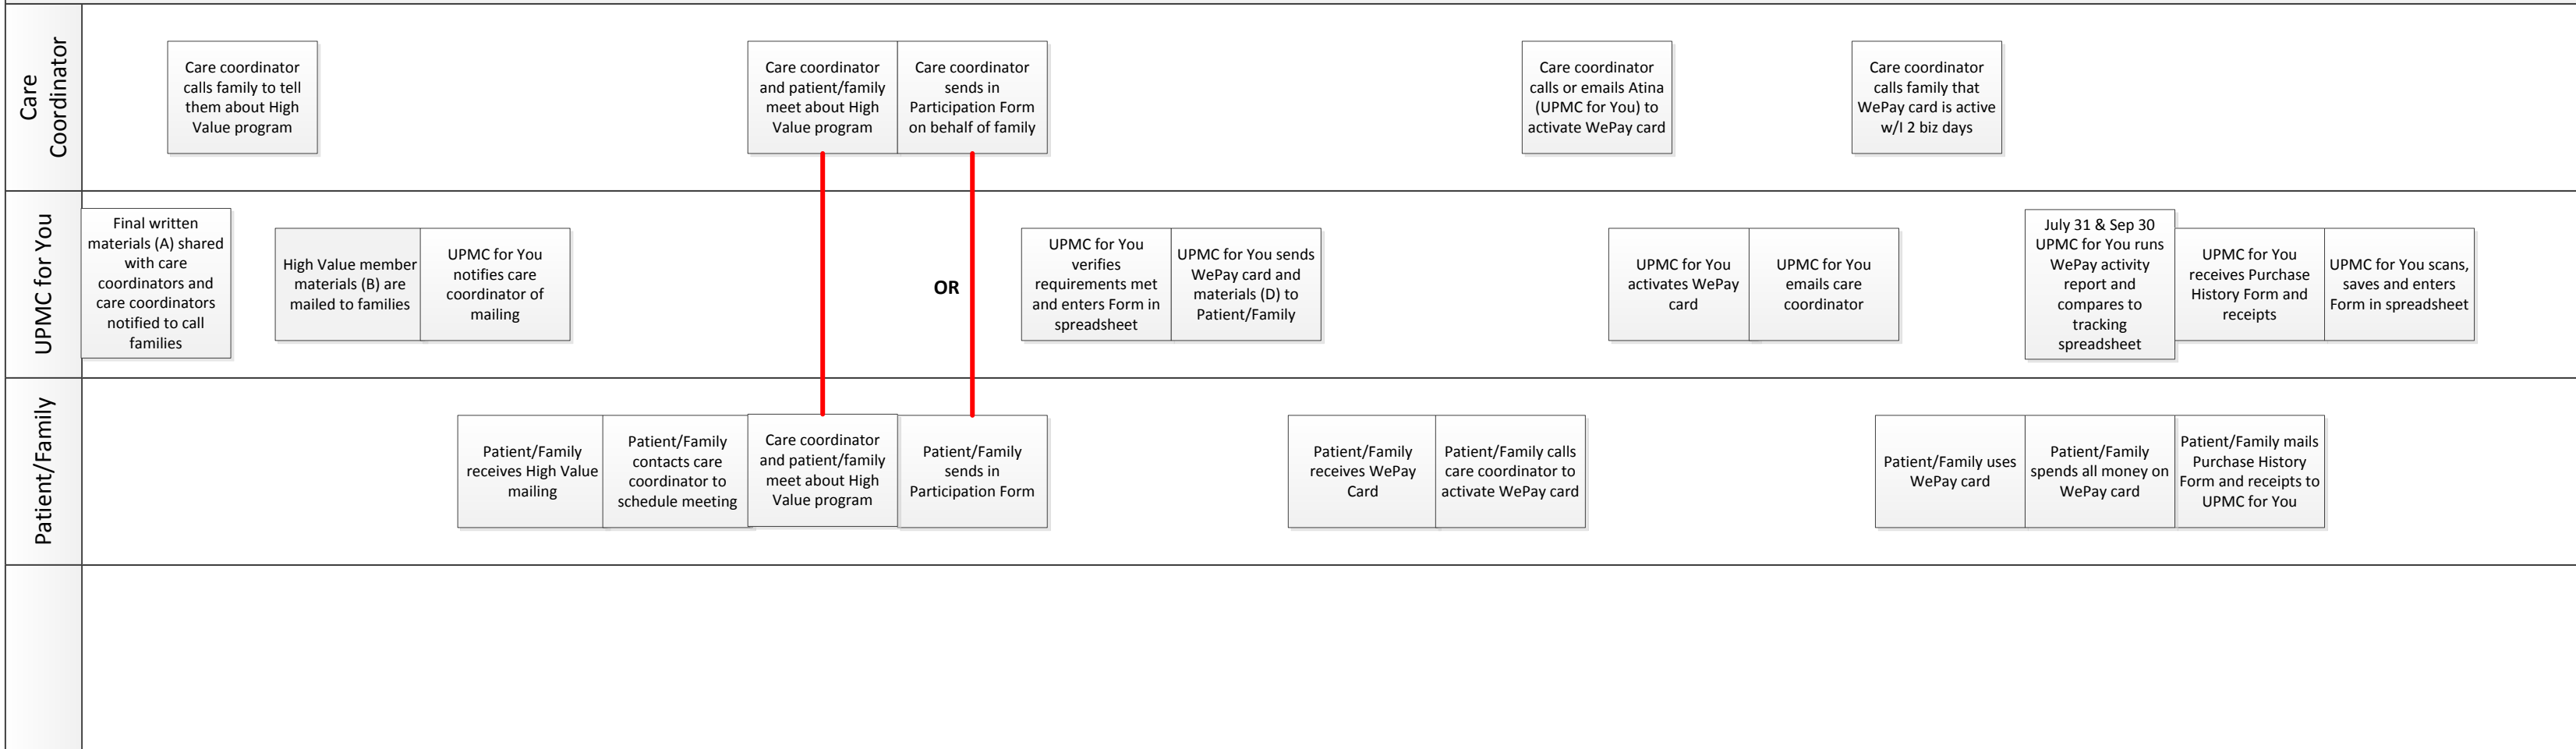 Care
Coordinator
Care coordinator
calls family to tell
them about High
Value program
Care coordinator
and patient/family
meet about High
Value program
Care coordinator
sends in
Participation Form
on behalf of family
Care coordinator
calls or emails Atina
(UPMC for You) to
activate WePay card
Care coordinator
calls family that
WePay card is active
w/I 2 biz days
UPMC for You
Final written
materials (A) shared
with care
coordinators and
care coordinators
notified to call
families
High Value member
materials (B) are
mailed to families
UPMC for You
notifies care
coordinator of
mailing
OR
UPMC for You
verifies
requirements met
and enters Form in
spreadsheet
UPMC for You sends
WePay card and
materials (D) to
Patient/Family
UPMC for You
activates WePay
card
UPMC for You
emails care
coordinator
July 31 & Sep 30
UPMC for You runs
WePay activity
report and
compares to
tracking
spreadsheet
UPMC for You
receives Purchase
History Form and
receipts
UPMC for You scans,
saves and enters
Form in spreadsheet
Patient/Family
Patient/Family
receives High Value
mailing
Patient/Family
contacts care
coordinator to
schedule meeting
Care coordinator
and patient/family
meet about High
Value program
Patient/Family
sends in
Participation Form
Patient/Family
receives WePay
Card
Patient/Family calls
care coordinator to
activate WePay card
Patient/Family uses
WePay card
Patient/Family
spends all money on
WePay card
Patient/Family mails
Purchase History
Form and receipts to
UPMC for You